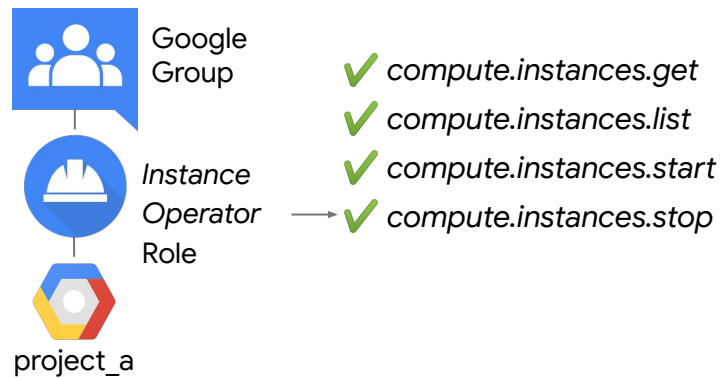 Google
Group
compute.instances.get
compute.instances.list
compute.instances.start
compute.instances.stop
Instance
Operator
Role
project_a